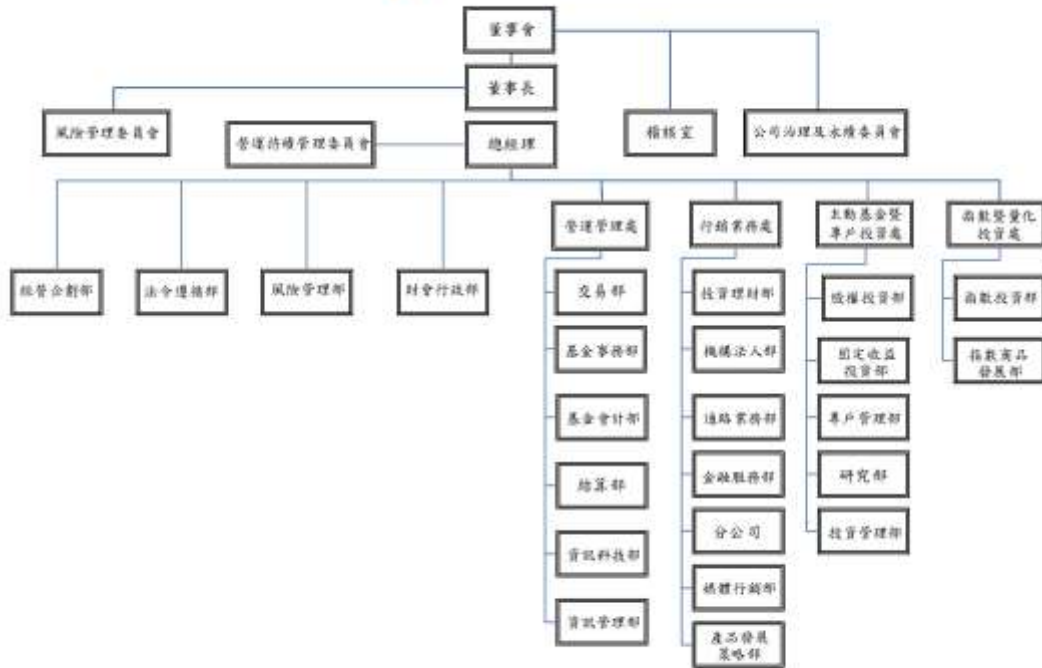 董事會
董事長
風險管理委員會
營運持續管理委員會
總經理
稽核室
公司治理及永續委員會
營運管理處
行銷業務處
主動基金暨
專戶投資處
指數暨量化
投資處
經營企劃部
法令遵循部
風險管理部
財會行政部
交易部
基金事務部
基金會計部
結算部
資訊科技部
資訊管理部
投資理財部
機構法人部
通路業務部
金融服務部
分公司
媒體行銷部
產品發展
策略部
股權投資部
固定收益
投資部
專戶管理部
研究部
投資管理部
指數投資部
指數商品
發展部